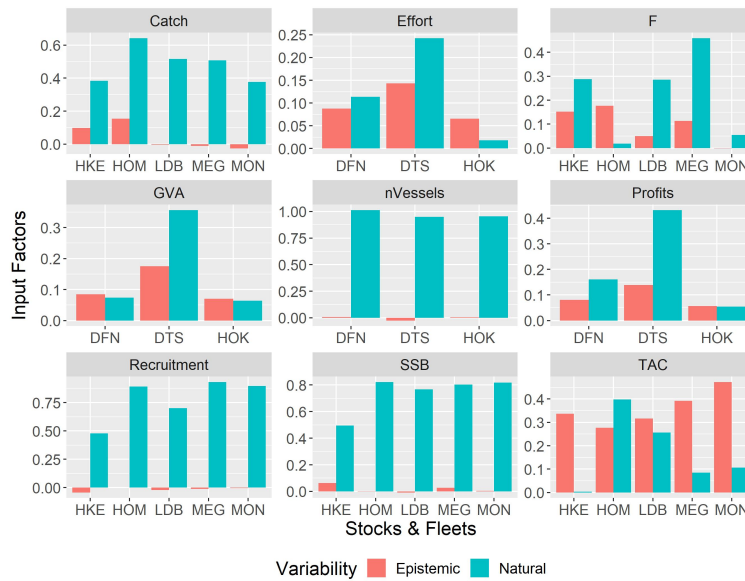 Catch Effort F
0.6 0.4 0.2 0.0
HKE HOM LDB MEG MON
0.25 0.20 0.15 0.10 0.05 0.00
DFN DTS HOK
0.4 0.3 0.2 0.1 0.0
HKE HOM LDB MEG MON
GVA nVessels Profits
0.3 0.2 0.1 0.0
DFN DTS HOK
1.00 0.75 0.50 0.25 0.00
DFN DTS HOK
0.4 0.3 0.2 0.1 0.0
DFN DTS HOK
Input Factors
Recruitment SSB TAC
0.75 0.50 0.25 0.00
HKE HOM LDB MEG MON
0.8 0.6 0.4 0.2 0.0
HKE HOM LDB MEG MON
0.4 0.3 0.2 0.1 0.0
HKE HOM LDB MEG MON
Stocks & Fleets
Variability Epistemic Natural